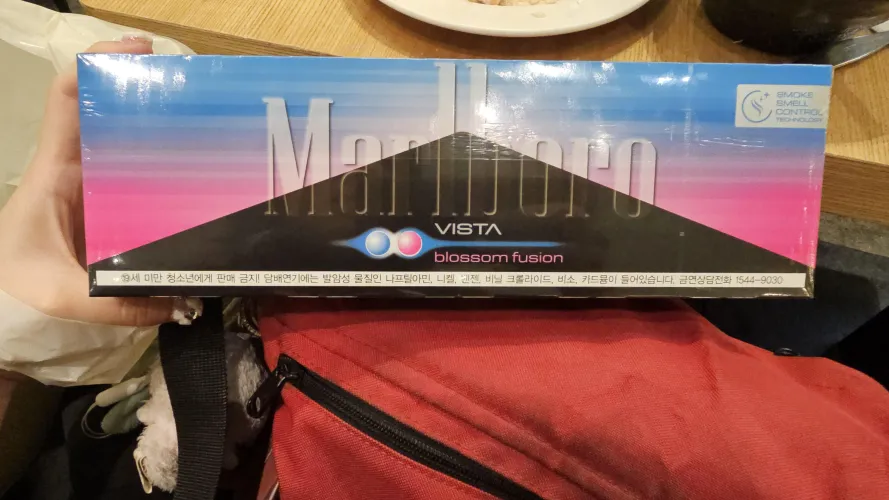 Marlboro
SMOKE
SMELL
CONTROL
TECHNOLOGY
VISTA
blossom fusion
19세 미만 청소년에게 판매 금지! 담배연기에는 발암성 물질인 나프틸아민, 니켈, 벤젠, 비닐 크롤라이드, 비소, 카드뮴이 들어있습니다. 금연상담전화 1544-9030